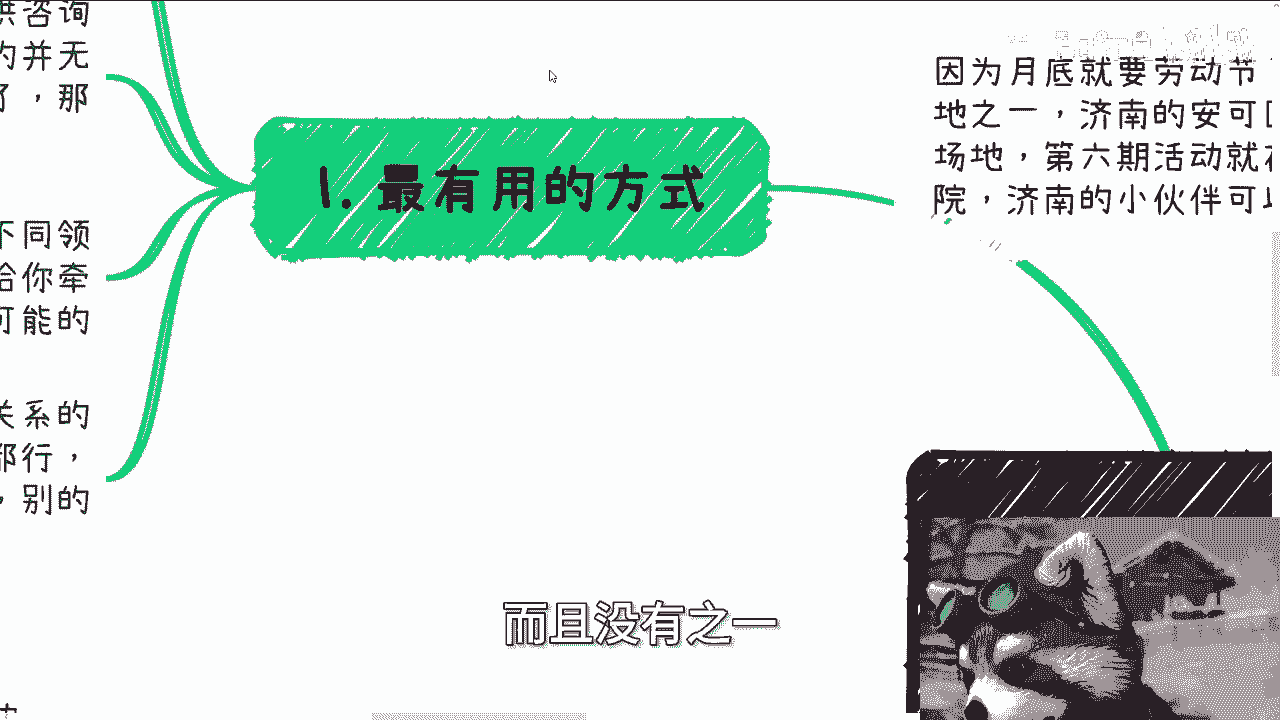 供咨询
的并无
了，那
不同领
给你牵
可能的
关系的
都行，
，别的
1. 最有用的方式
因为月底就要劳动节
地之一，济南的安可
场地，第六期活动就在
院，济南的小伙伴可以
而且没有之一